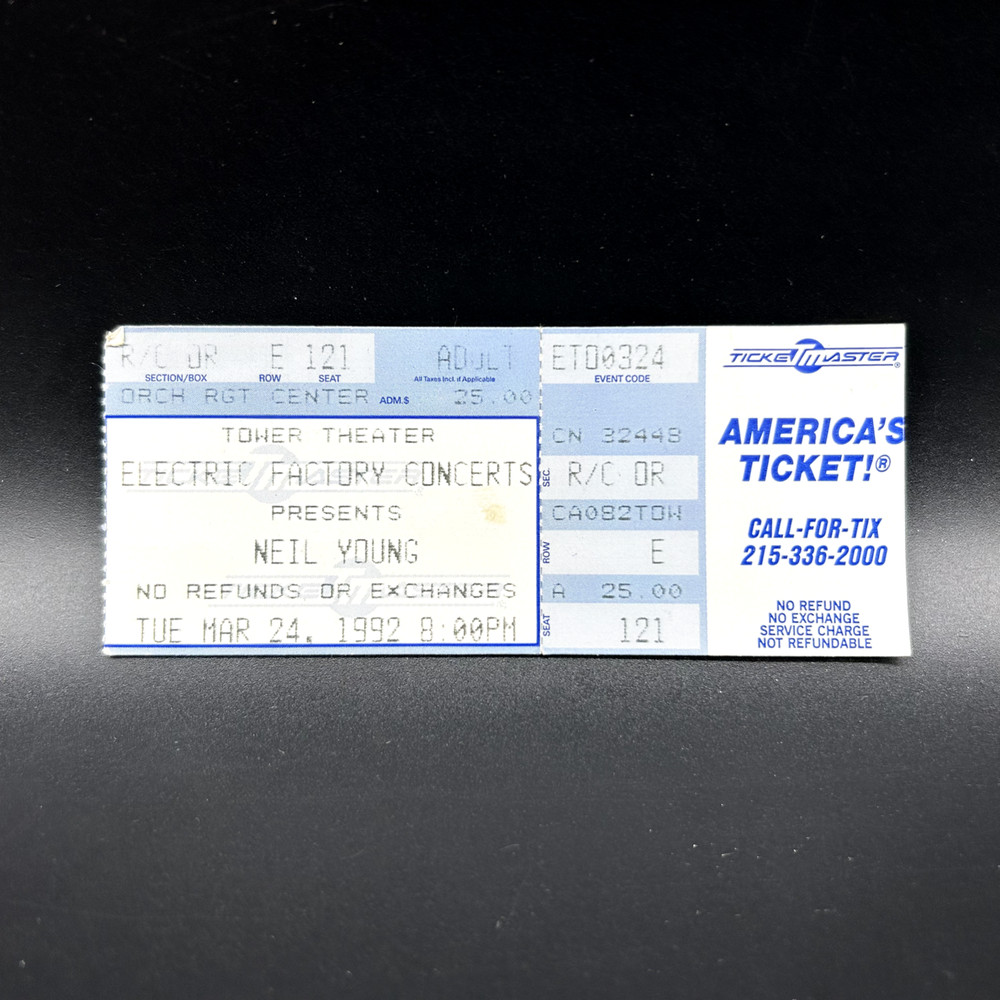 R/C OR E 121 ADULT
SECTION/BOX ROW SEAT All Taxes Incl. if Applicable
ORCH RGT CENTER ADM.$ 25.00
TOWER THEATER
ELECTRIC FACTORY CONCERTS
PRESENTS
NEIL YOUNG
NO REFUNDS OR EXCHANGES
TUE MAR 24, 1992 8:00PM
ET00324
EVENT CODE
CN 32448
SEC. R/C OR
CA082TOW
ROW E
A 25.00
SEAT 121
TICKETMASTER®
AMERICA'S
TICKET!®
CALL-FOR-TIX
215-336-2000
NO REFUND
NO EXCHANGE
SERVICE CHARGE
NOT REFUNDABLE